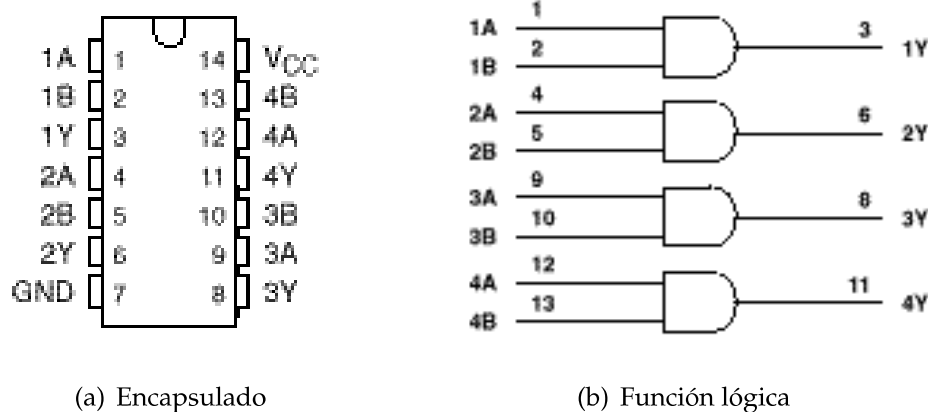 1A 1 14 VCC
1B 2 13 4B
1Y 3 12 4A
2A 4 11 4Y
2B 5 10 3B
2Y 6 9 3A
GND 7 8 3Y
(a) Encapsulado
1
1A 3
2 1Y
1B
4
2A 6
5 2Y
2B
9
3A 8
10 3Y
3B
12
4A 11
13 4Y
4B
(b) Función lógica